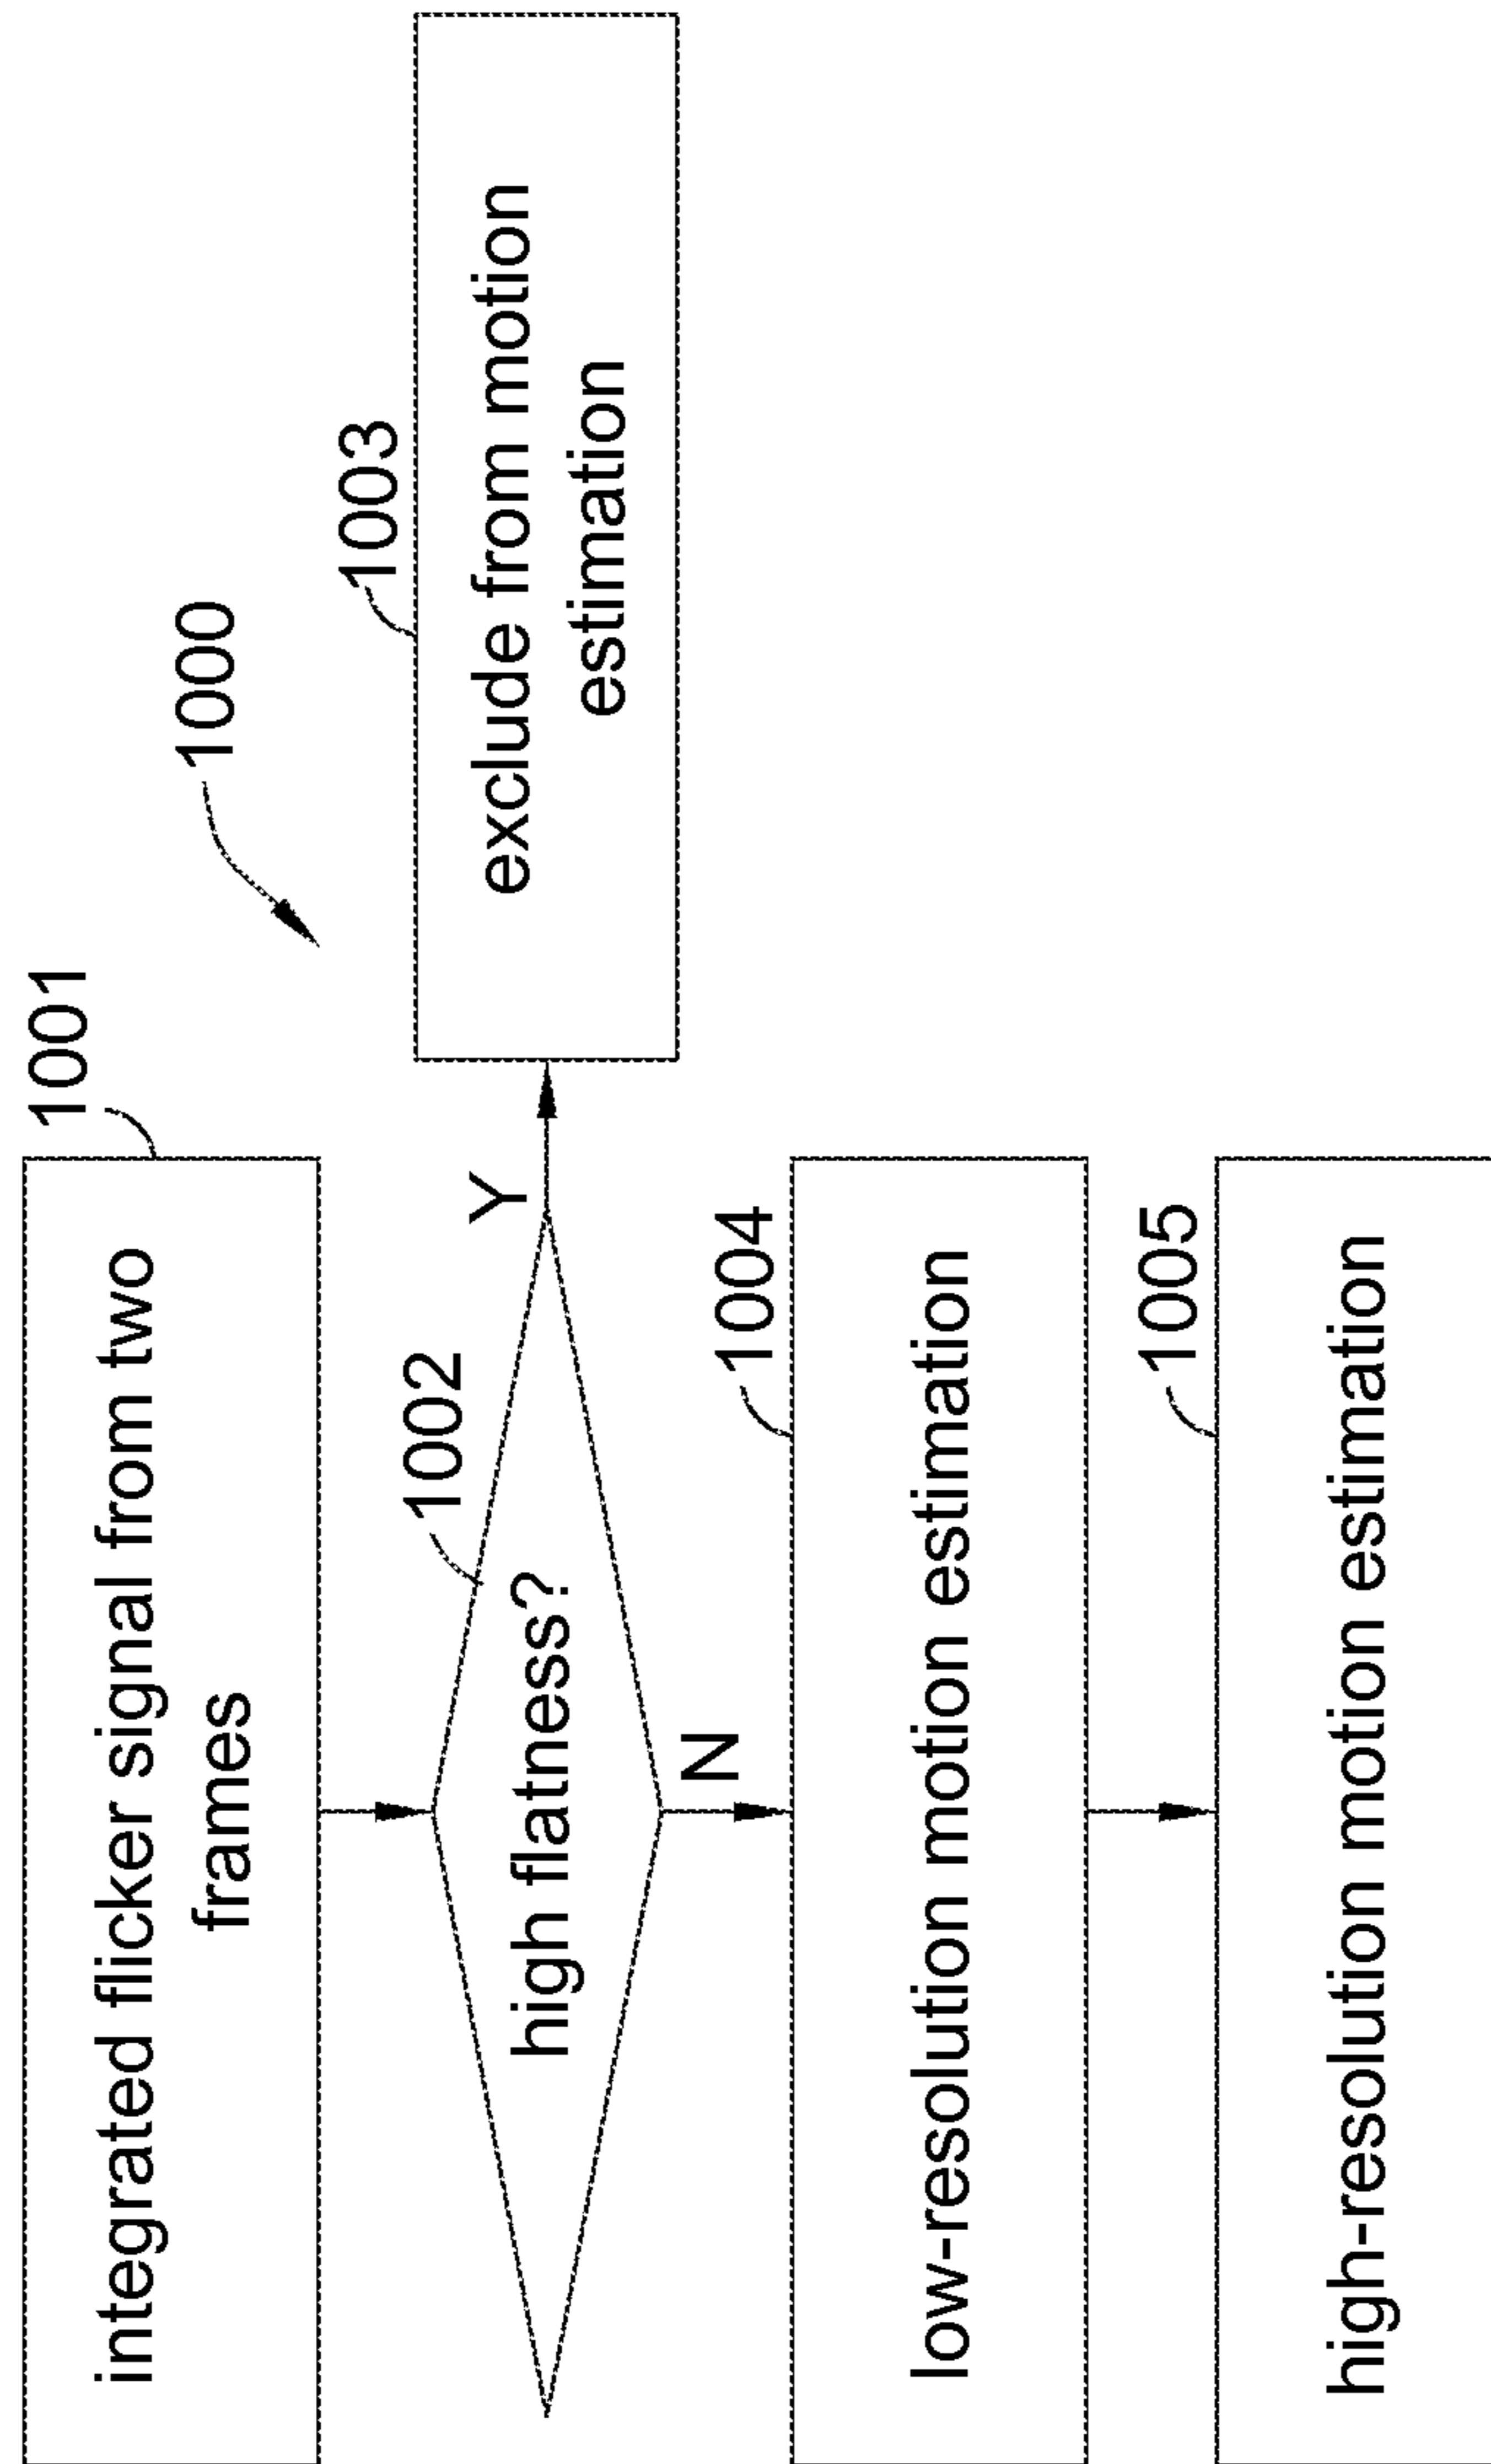 1001
integrated flicker signal from two
frames
1000
1002
high flatness?
Y
1003
exclude from motion
estimation
N
1004
low-resolution motion estimation
1005
high-resolution motion estimation